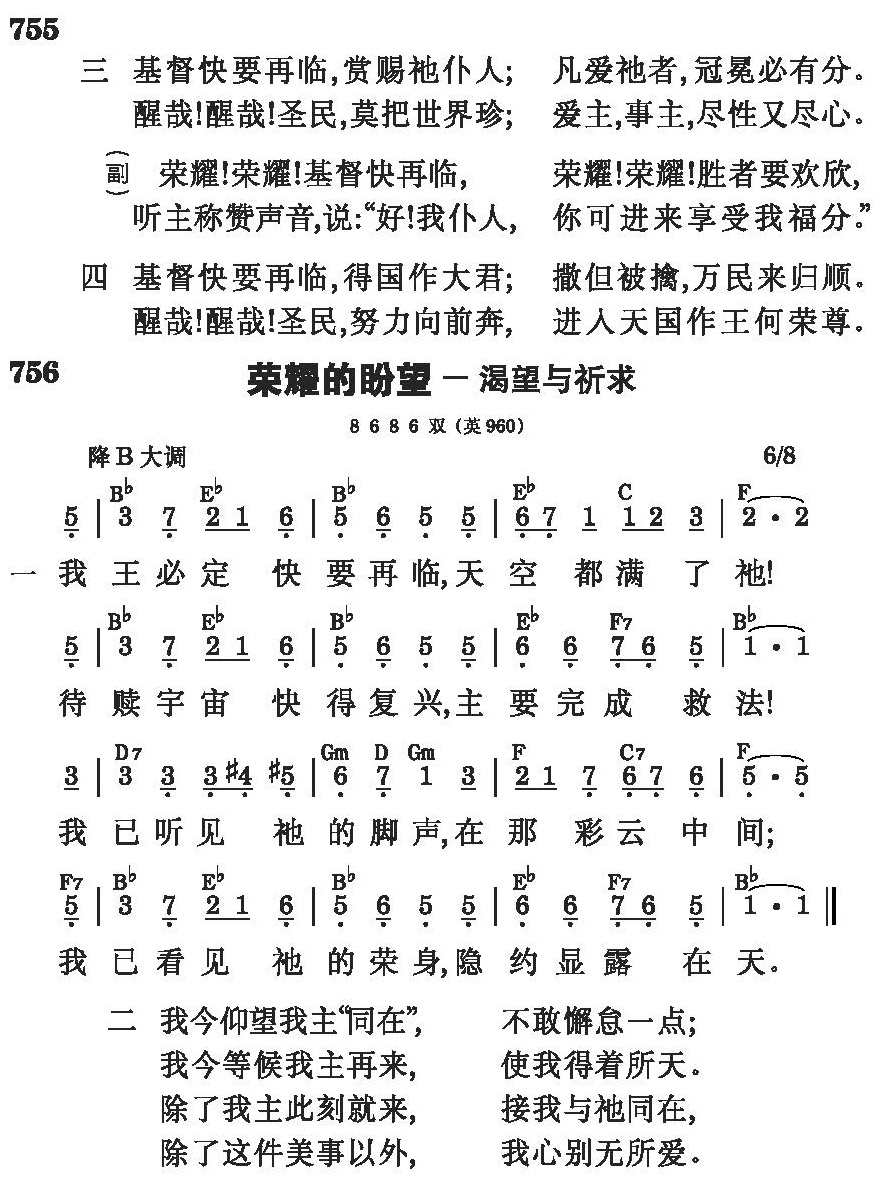 755
三 基督快要再临,赏赐祂仆人; 凡爱祂者,冠冕必有分。
醒哉!醒哉!圣民,莫把世界珍; 爱主,事主,尽性又尽心。
(副) 荣耀!荣耀!基督快再临, 荣耀!荣耀!胜者要欢欣,
听主称赞声音,说:“好!我仆人, 你可进来享受我福分。”
四 基督快要再临,得国作大君; 撒但被擒,万民来归顺。
醒哉!醒哉!圣民,努力向前奔, 进入天国作王何荣尊。
756 荣耀的盼望 — 渴望与祈求
8 6 8 6 双 (英960)
降B大调 6/8
B♭ E♭ B♭ E♭ C F
5 | 3 7 2 1 6 | 5 6 5 5 | 6 7 1 1 2 3 | 2 · 2
一 我 王 必 定 快 要 再 临, 天 空 都 满 了 祂!
B♭ E♭ B♭ E♭ F7 B♭
5 | 3 7 2 1 6 | 5 6 5 5 | 6 6 7 6 5 | 1 · 1
待 赎 宇 宙 快 得 复 兴, 主 要 完 成 救 法!
D7 Gm D Gm F C7 F
3 | 3 3 3 #4 #5 | 6 7 1 3 | 2 1 7 6 7 6 | 5 · 5
我 已 听 见 祂 的 脚 声, 在 那 彩 云 中 间;
F7 B♭ E♭ B♭ E♭ F7 B♭
5 | 3 7 2 1 6 | 5 6 5 5 | 6 6 7 6 5 | 1 · 1 ‖
我 已 看 见 祂 的 荣 身, 隐 约 显 露 在 天。
二 我今仰望我主“同在”, 不敢懈怠一点;
我今等候我主再来, 使我得着所天。
除了我主此刻就来, 接我与祂同在,
除了这件美事以外, 我心别无所爱。